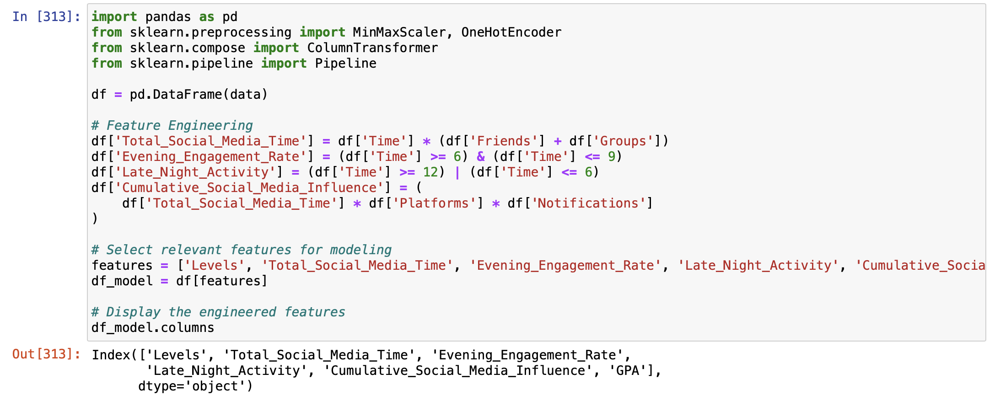 In [313]:
import pandas as pd
from sklearn.preprocessing import MinMaxScaler, OneHotEncoder
from sklearn.compose import ColumnTransformer
from sklearn.pipeline import Pipeline

df = pd.DataFrame(data)

# Feature Engineering
df['Total_Social_Media_Time'] = df['Time'] * (df['Friends'] + df['Groups'])
df['Evening_Engagement_Rate'] = (df['Time'] >= 6) & (df['Time'] <= 9)
df['Late_Night_Activity'] = (df['Time'] >= 12) | (df['Time'] <= 6)
df['Cumulative_Social_Media_Influence'] = (
    df['Total_Social_Media_Time'] * df['Platforms'] * df['Notifications']
)

# Select relevant features for modeling
features = ['Levels', 'Total_Social_Media_Time', 'Evening_Engagement_Rate', 'Late_Night_Activity', 'Cumulative_Socia
df_model = df[features]

# Display the engineered features
df_model.columns
Out[313]:
Index(['Levels', 'Total_Social_Media_Time', 'Evening_Engagement_Rate',
       'Late_Night_Activity', 'Cumulative_Social_Media_Influence', 'GPA'],
      dtype='object')